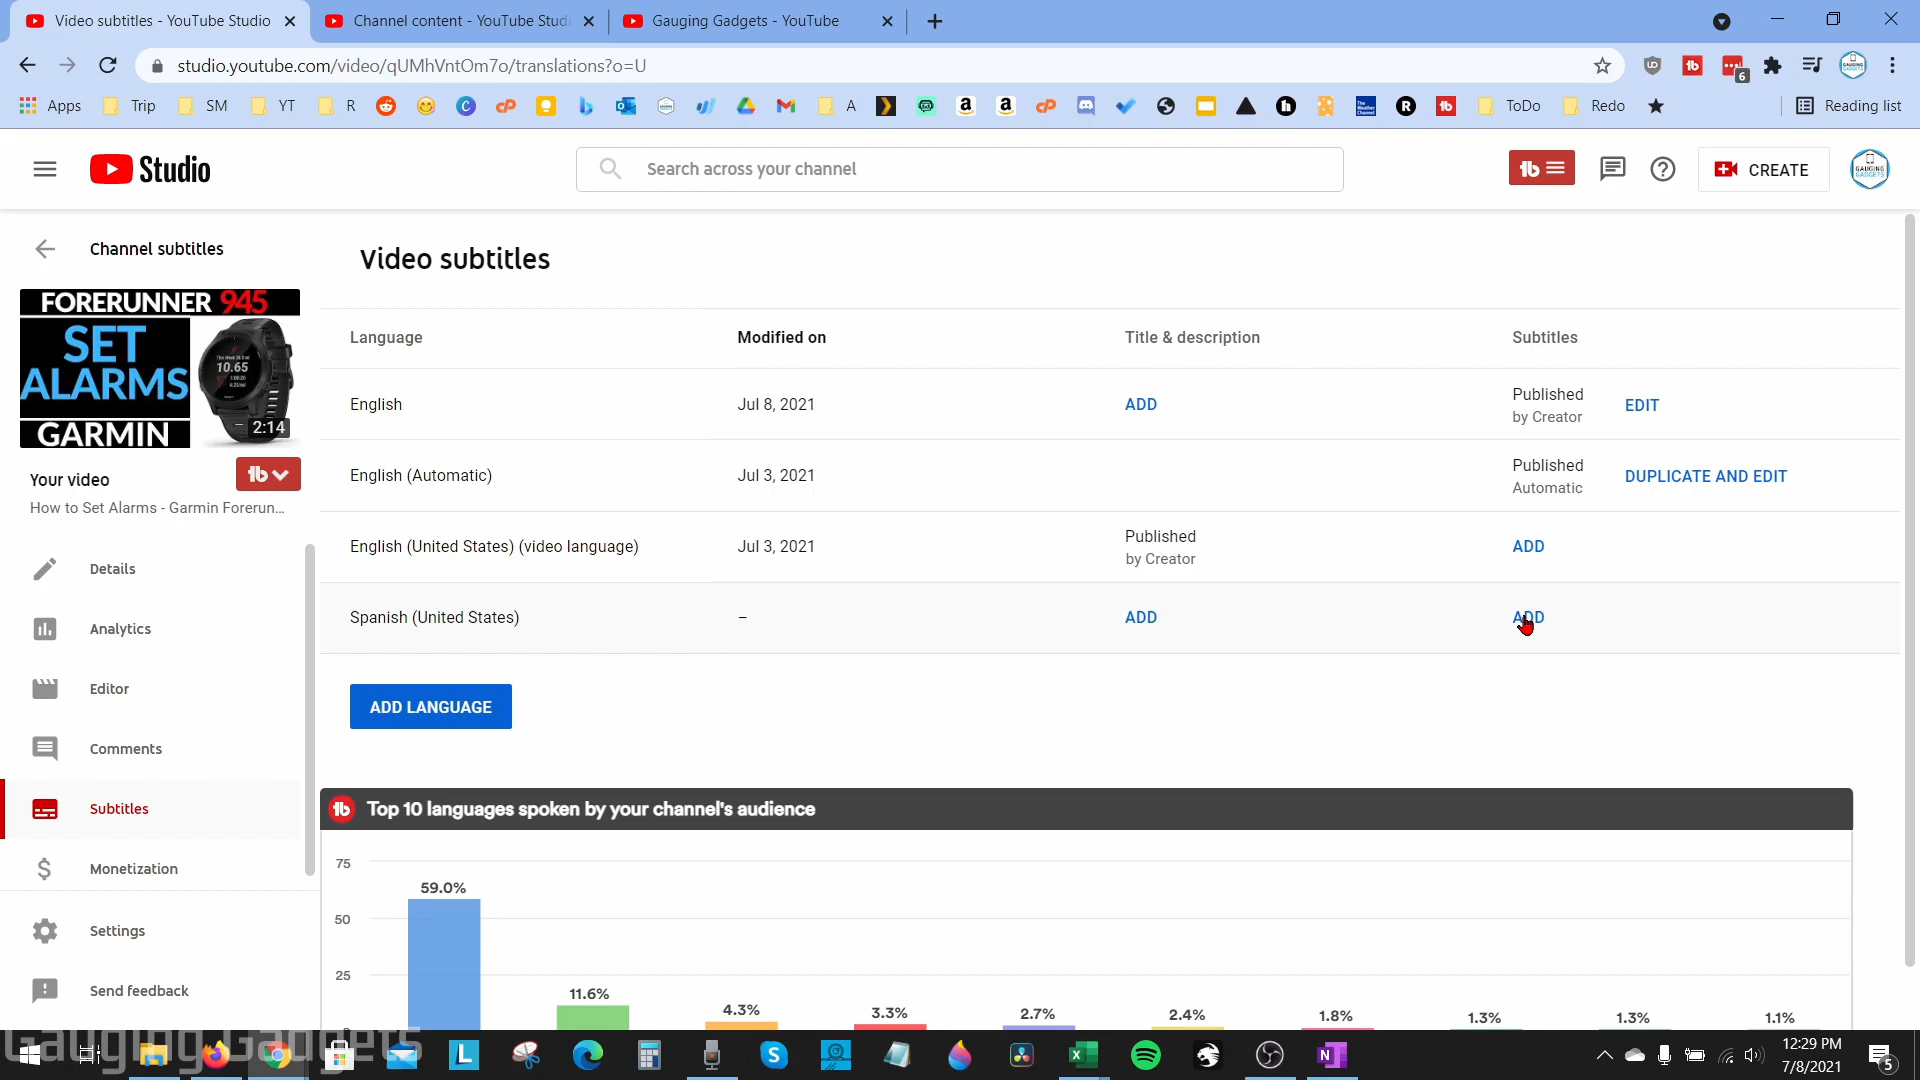 Video subtitles - YouTube Studio
Channel content - YouTube Studi
Gauging Gadgets - YouTube
studio.youtube.com/video/qUMhVntOm7o/translations?o=U
6
Apps
Trip
SM
YT
R
A
ToDo
Redo
Reading list
Studio
Search across your channel
CREATE
Channel subtitles
Video subtitles
FORERUNNER 945
SET
ALARMS
10.65
GARMIN
2:14
Your video
How to Set Alarms - Garmin Forerun...
Language
Modified on
Title & description
Subtitles
English
Jul 8, 2021
ADD
Published
by Creator
EDIT
English (Automatic)
Jul 3, 2021
Published
Automatic
DUPLICATE AND EDIT
English (United States) (video language)
Jul 3, 2021
Published
by Creator
ADD
Spanish (United States)
–
ADD
ADD
ADD LANGUAGE
Details
Analytics
Editor
Comments
Subtitles
Monetization
Settings
Send feedback
Top 10 languages spoken by your channel's audience
75
50
25
59.0%
11.6%
4.3%
3.3%
2.7%
2.4%
1.8%
1.3%
1.3%
1.1%
Gauging Gadgets
12:29 PM
7/8/2021
5